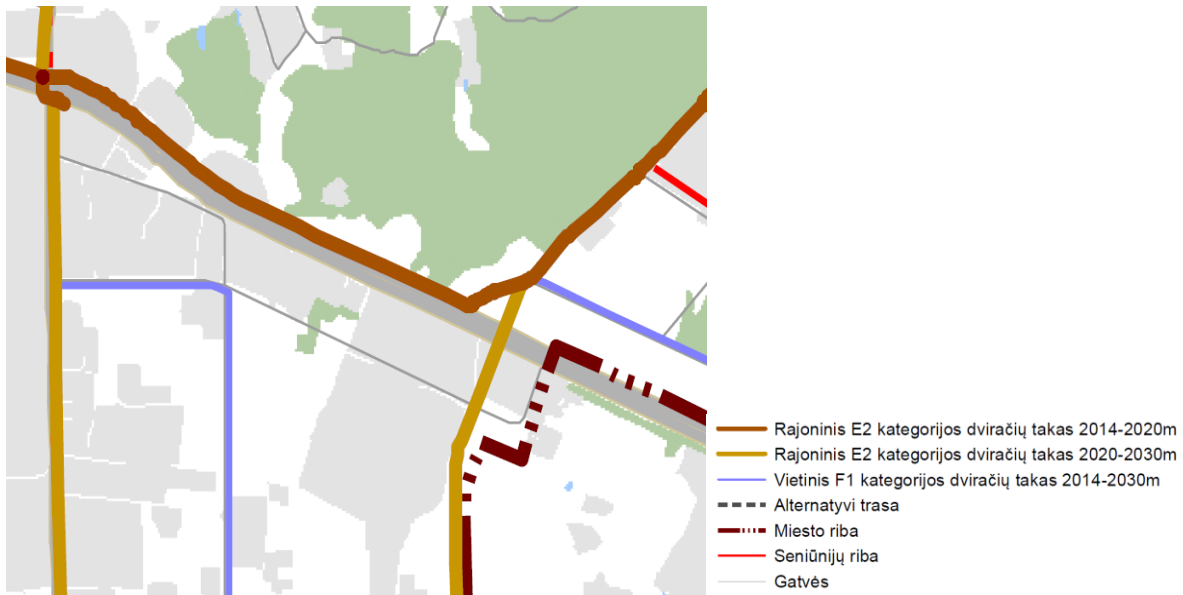 Rajoninis E2 kategorijos dviračių takas 2014-2020m
Rajoninis E2 kategorijos dviračių takas 2020-2030m
Vietinis F1 kategorijos dviračių takas 2014-2030m
Alternatyvi trasa
Miesto riba
Seniūnijų riba
Gatvės